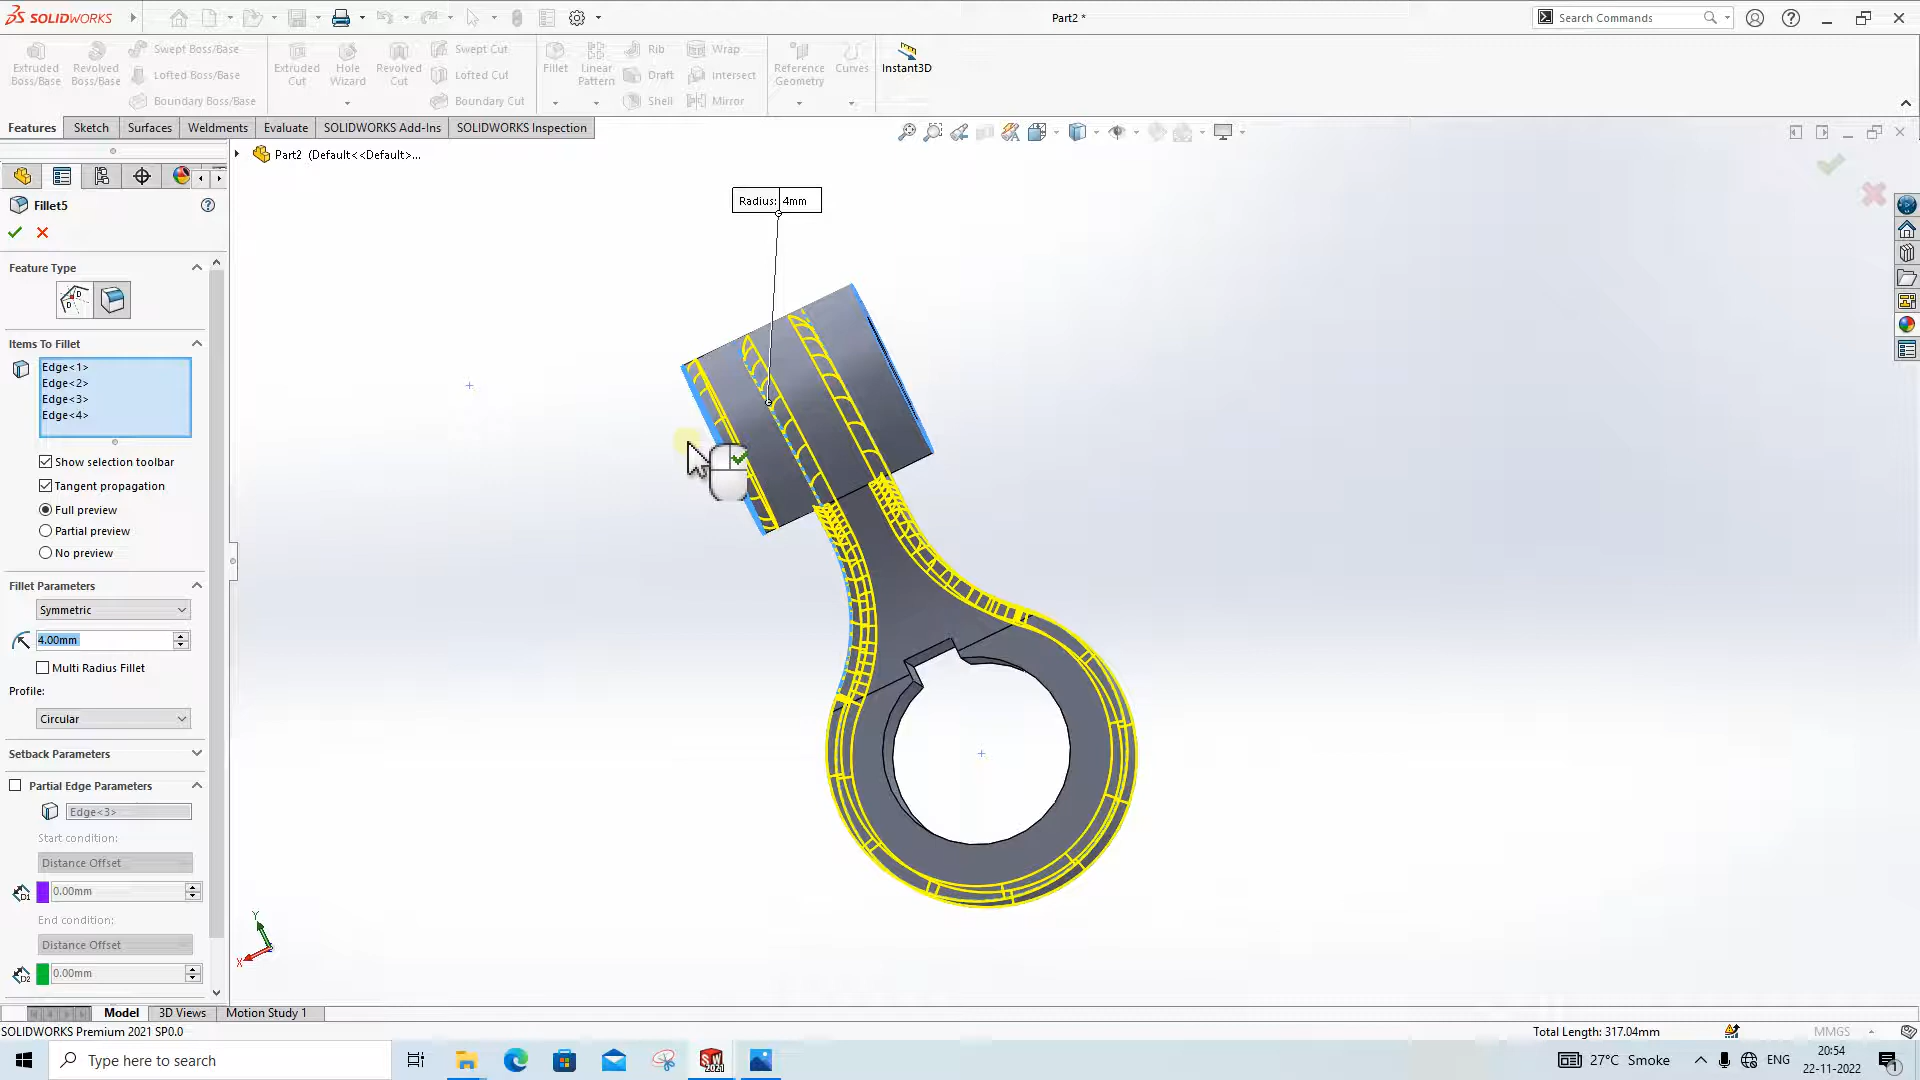 SOLIDWORKS
Part2 *
Search Commands
Extruded Boss/Base
Revolved Boss/Base
Swept Boss/Base
Lofted Boss/Base
Boundary Boss/Base
Extruded Cut
Hole Wizard
Revolved Cut
Swept Cut
Lofted Cut
Boundary Cut
Fillet
Linear Pattern
Rib
Draft
Shell
Wrap
Intersect
Mirror
Reference Geometry
Curves
Instant3D
Features
Sketch
Surfaces
Weldments
Evaluate
SOLIDWORKS Add-Ins
SOLIDWORKS Inspection
Part2 (Default<<Default>...
Fillet5
Feature Type
Items To Fillet
Edge<1>
Edge<2>
Edge<3>
Edge<4>
Show selection toolbar
Tangent propagation
Full preview
Partial preview
No preview
Fillet Parameters
Symmetric
4.00mm
Multi Radius Fillet
Profile:
Circular
Setback Parameters
Partial Edge Parameters
Edge<3>
Start condition:
Distance Offset
0.00mm
End condition:
Distance Offset
0.00mm
Radius: 4mm
Y
X
Model
3D Views
Motion Study 1
SOLIDWORKS Premium 2021 SP0.0
Total Length: 317.04mm
MMGS
Type here to search
27°C Smoke
ENG
20:54
22-11-2022